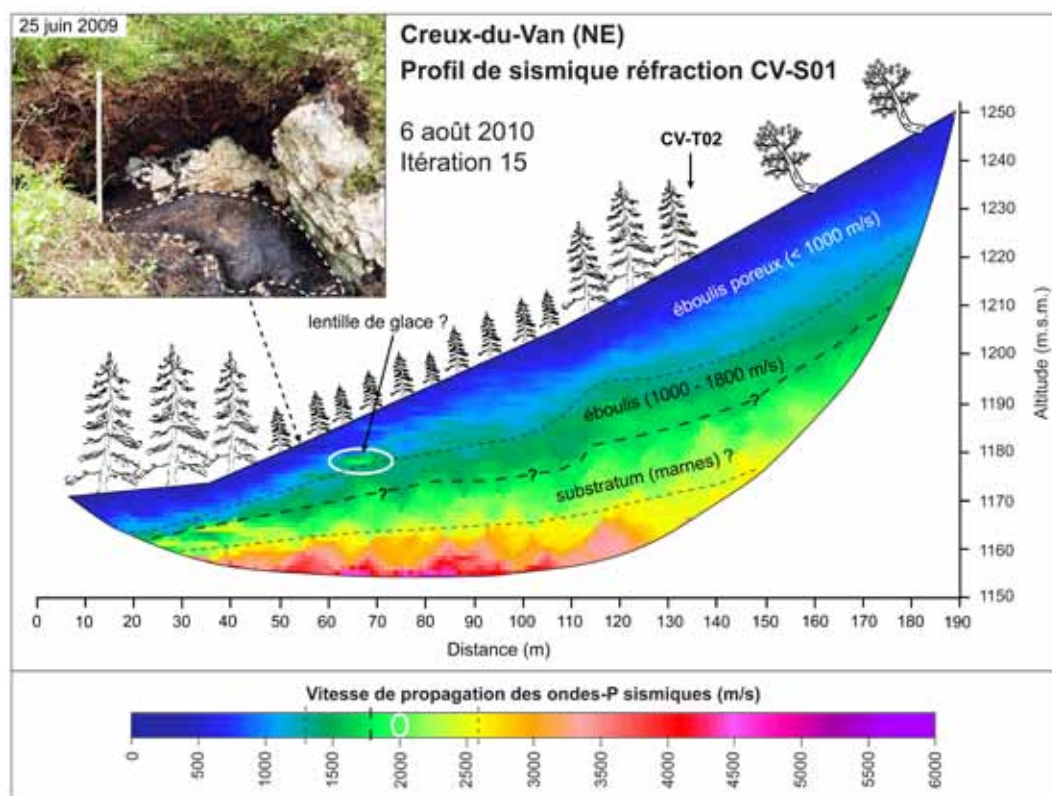 25 juin 2009
Creux-du-Van (NE)
Profil de sismique réfraction CV-S01
6 août 2010
Itération 15
CV-T02
lentille de glace ?
éboulis poreux (< 1000 m/s)
éboulis (1000 - 1800 m/s)
?
?
?
substratum (marnes) ?
1250
1240
1230
1220
1210
1200
1190
1180
1170
1160
1150
Altitude (m.s.m.)
0 10 20 30 40 50 60 70 80 90 100 110 120 130 140 150 160 170 180 190
Distance (m)
Vitesse de propagation des ondes-P sismiques (m/s)
0 500 1000 1500 2000 2500 3000 3500 4000 4500 5000 5500 6000